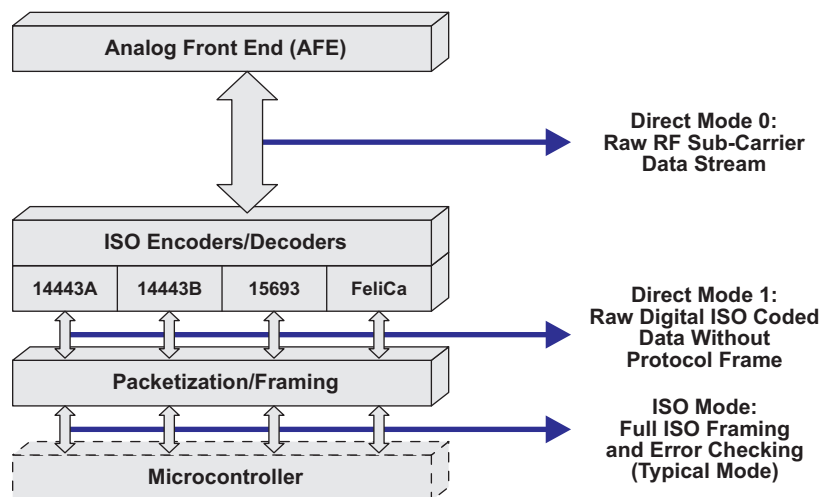 Analog Front End (AFE)
Direct Mode 0:
Raw RF Sub-Carrier
Data Stream
ISO Encoders/Decoders
14443A 14443B 15693 FeliCa
Direct Mode 1:
Raw Digital ISO Coded
Data Without
Protocol Frame
Packetization/Framing
ISO Mode:
Full ISO Framing
and Error Checking
(Typical Mode)
Microcontroller